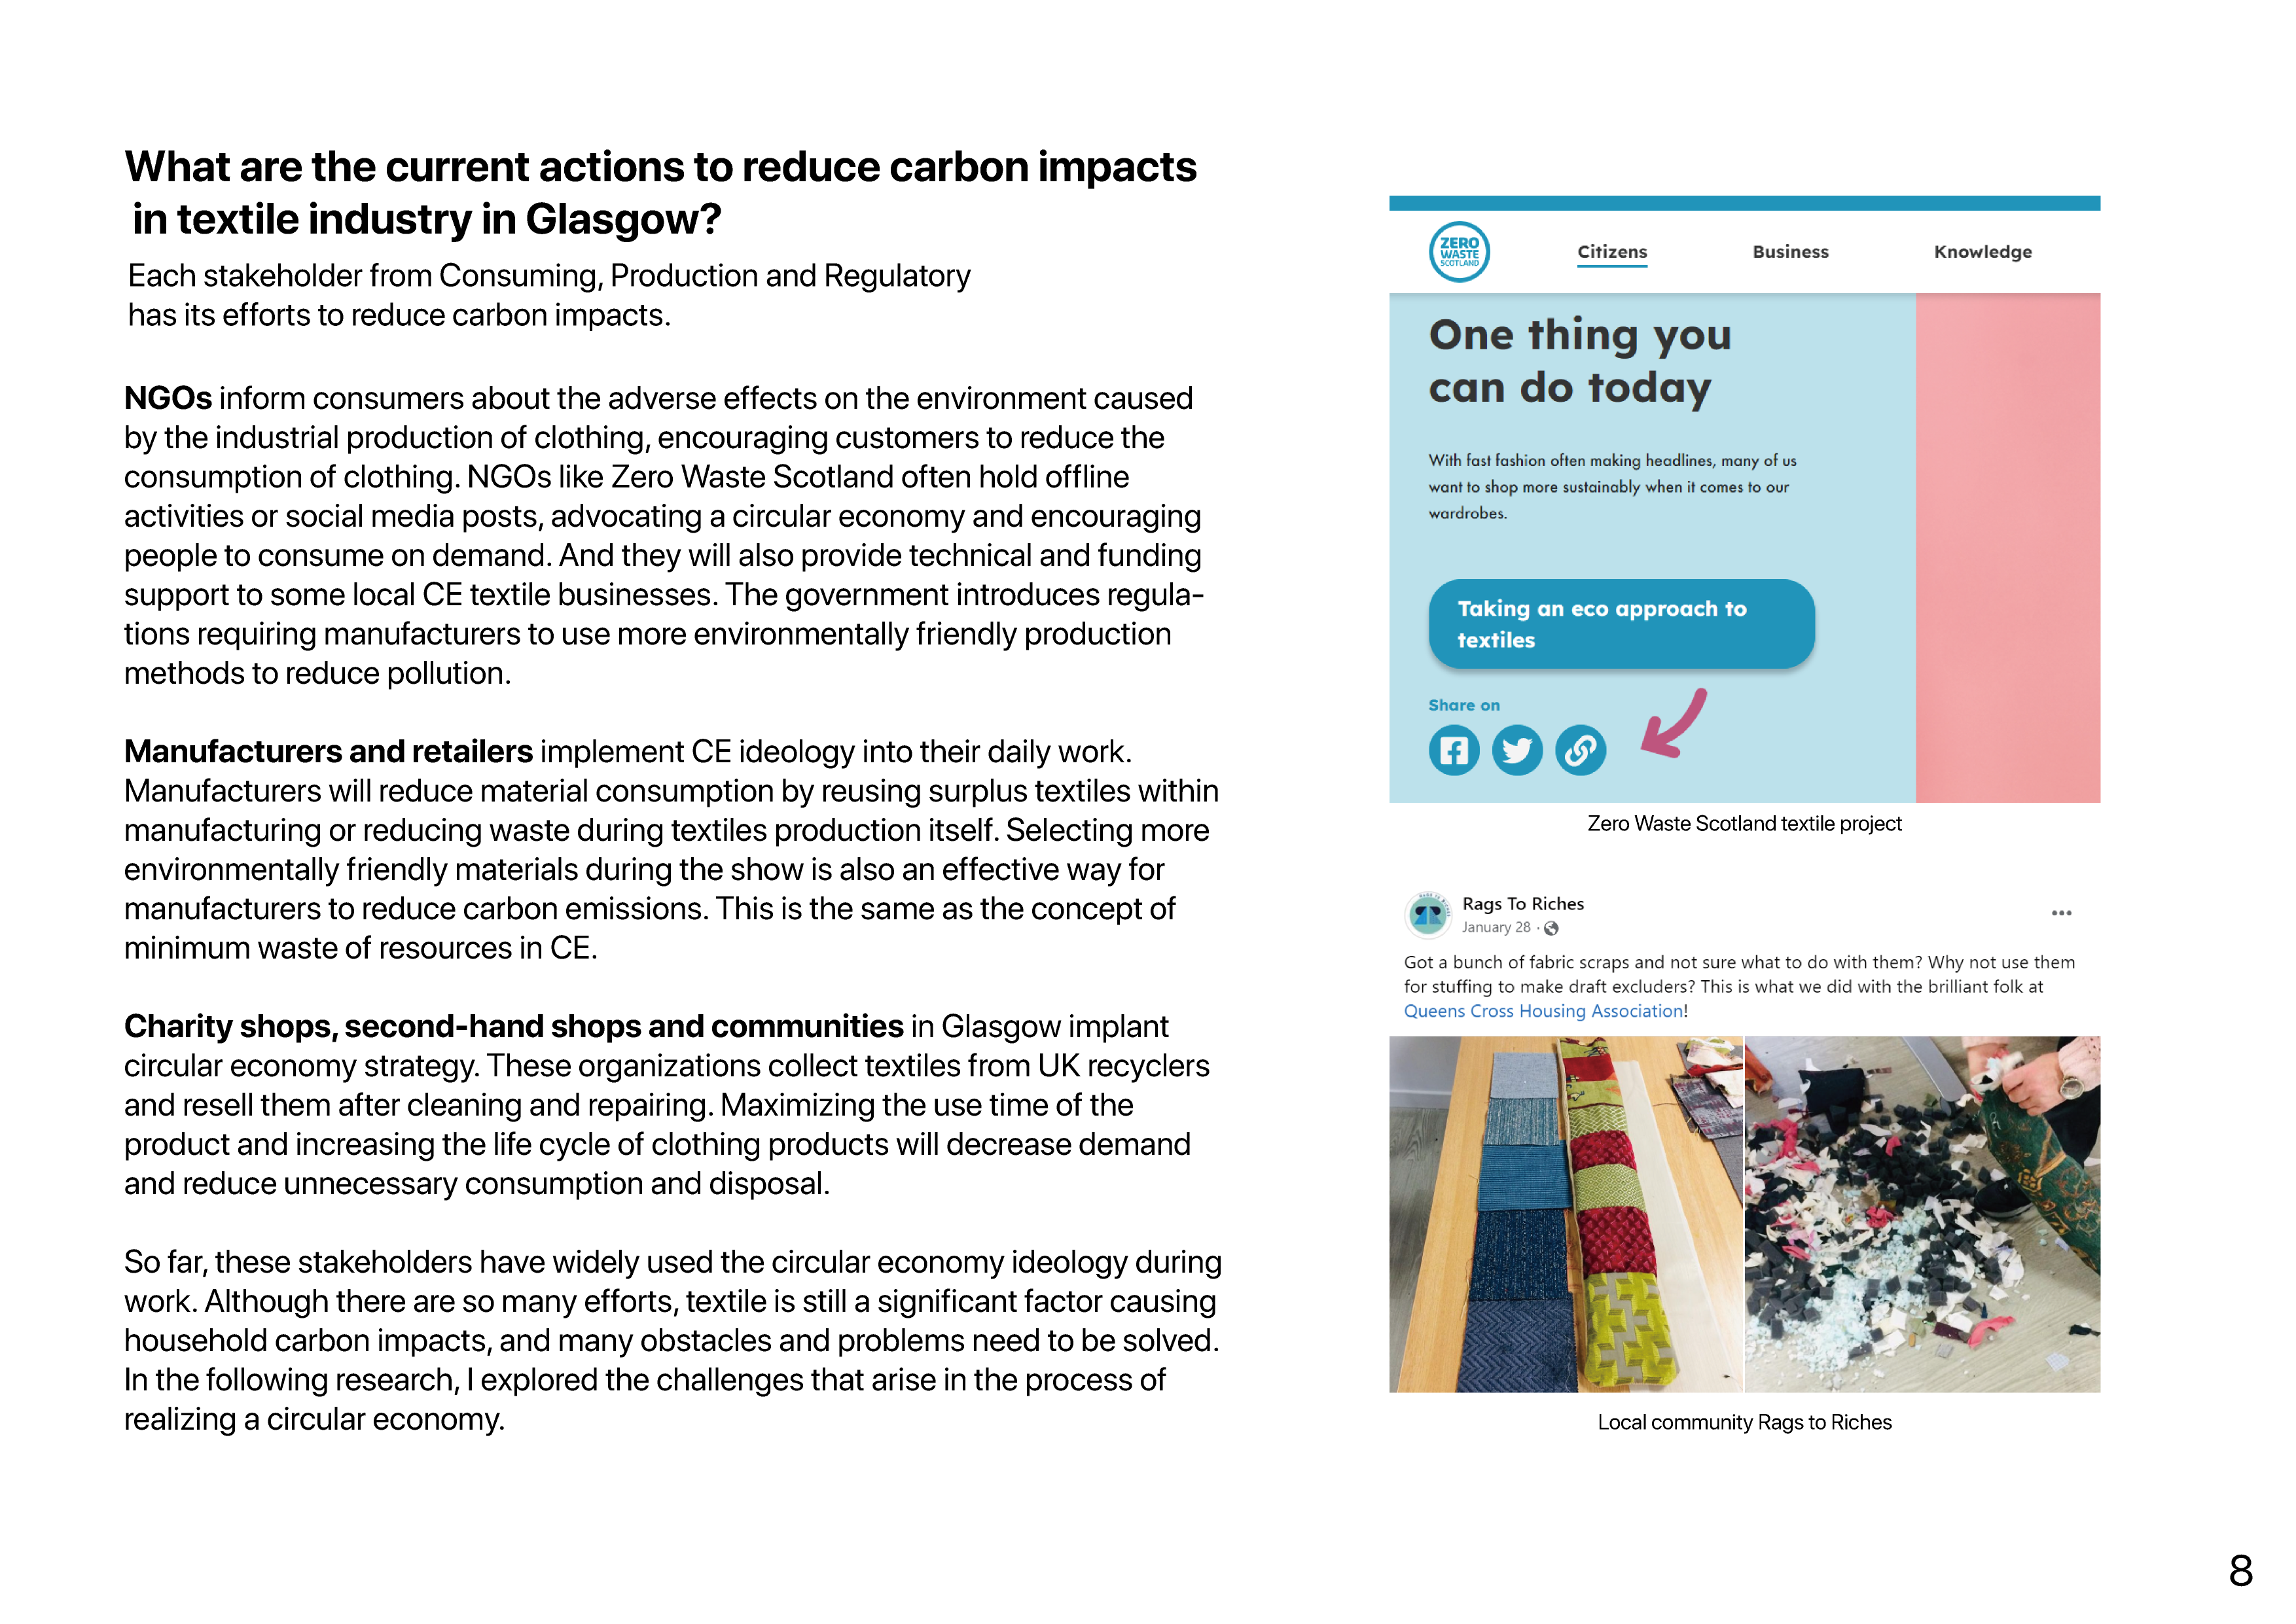 What are the current actions to reduce carbon impacts
in textile industry in Glasgow?
Each stakeholder from Consuming, Production and Regulatory
has its efforts to reduce carbon impacts.
NGOs inform consumers about the adverse effects on the environment caused
by the industrial production of clothing, encouraging customers to reduce the
consumption of clothing. NGOs like Zero Waste Scotland often hold offline
activities or social media posts, advocating a circular economy and encouraging
people to consume on demand. And they will also provide technical and funding
support to some local CE textile businesses. The government introduces regula-
tions requiring manufacturers to use more environmentally friendly production
methods to reduce pollution.
Manufacturers and retailers implement CE ideology into their daily work.
Manufacturers will reduce material consumption by reusing surplus textiles within
manufacturing or reducing waste during textiles production itself. Selecting more
environmentally friendly materials during the show is also an effective way for
manufacturers to reduce carbon emissions. This is the same as the concept of
minimum waste of resources in CE.
Charity shops, second-hand shops and communities in Glasgow implant
circular economy strategy. These organizations collect textiles from UK recyclers
and resell them after cleaning and repairing. Maximizing the use time of the
product and increasing the life cycle of clothing products will decrease demand
and reduce unnecessary consumption and disposal.
So far, these stakeholders have widely used the circular economy ideology during
work. Although there are so many efforts, textile is still a significant factor causing
household carbon impacts, and many obstacles and problems need to be solved.
In the following research, I explored the challenges that arise in the process of
realizing a circular economy.
ZERO
WASTE
SCOTLAND
Citizens
Business
Knowledge
One thing you
can do today
With fast fashion often making headlines, many of us
want to shop more sustainably when it comes to our
wardrobes.
Taking an eco approach to
textiles
Share on
Zero Waste Scotland textile project
Rags To Riches
January 28 ·
Got a bunch of fabric scraps and not sure what to do with them? Why not use them
for stuffing to make draft excluders? This is what we did with the brilliant folk at
Queens Cross Housing Association!
Local community Rags to Riches
8